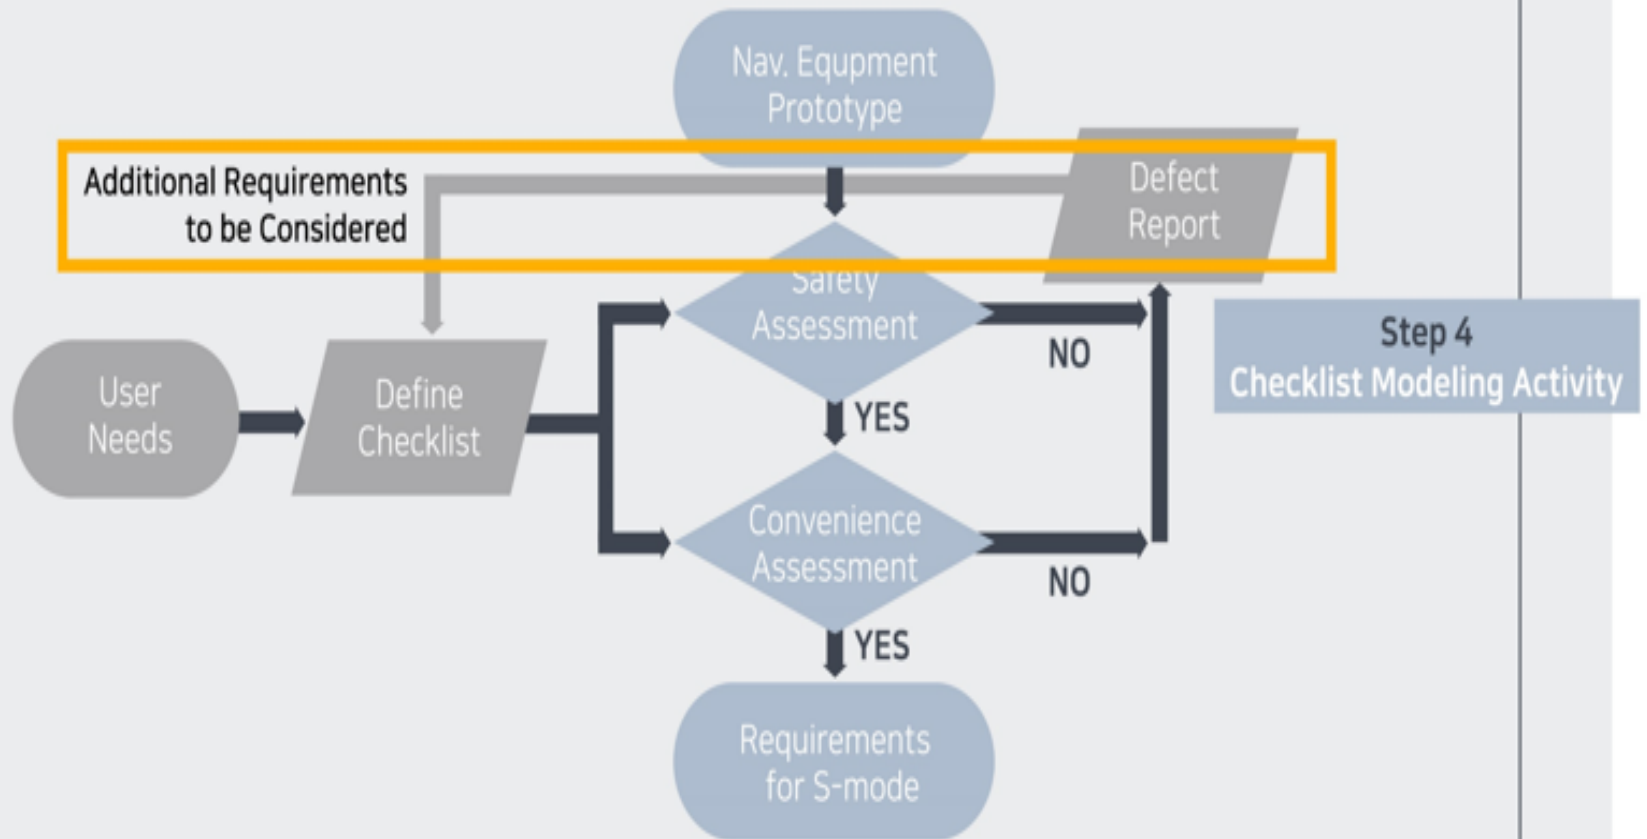 Nav. Equpment
Prototype
Additional Requirements
to be Considered
Defect
Report
Safety
Assessment
NO
Step 4
Checklist Modeling Activity
User
Needs
Define
Checklist
YES
Convenience
Assessment
NO
YES
Requirements
for S-mode